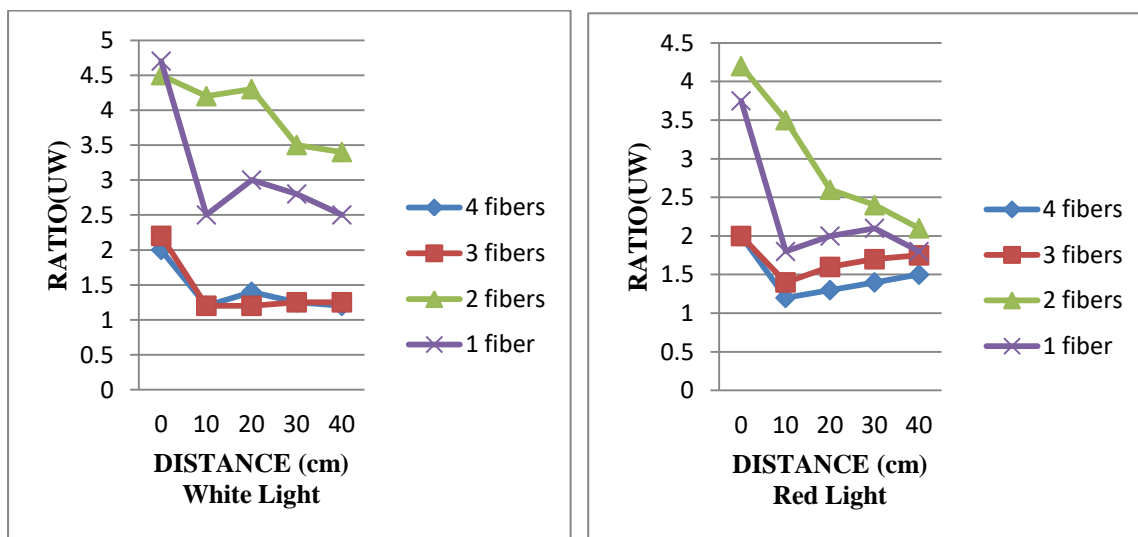 5
4.5
4
3.5
3
2.5
2
1.5
1
0.5
0
RATIO(UW)
0 10 20 30 40
DISTANCE (cm)
White Light
4 fibers
3 fibers
2 fibers
1 fiber
4.5
4
3.5
3
2.5
2
1.5
1
0.5
0
RATIO(UW)
0 10 20 30 40
DISTANCE (cm)
Red Light
4 fibers
3 fibers
2 fibers
1 fiber